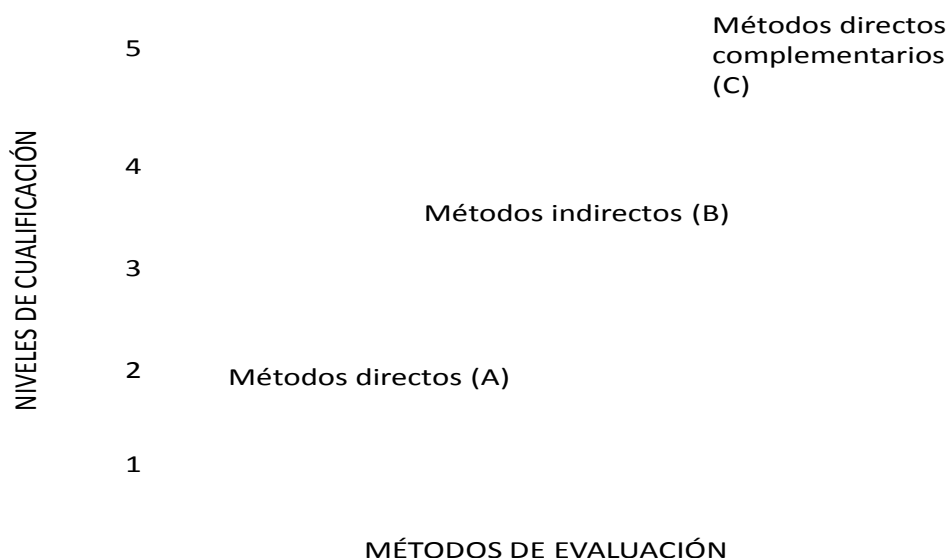 Métodos directos
complementarios
(C)
5
4
Métodos indirectos (B)
3
2
Métodos directos (A)
1
NIVELES DE CUALIFICACIÓN
MÉTODOS DE EVALUACIÓN